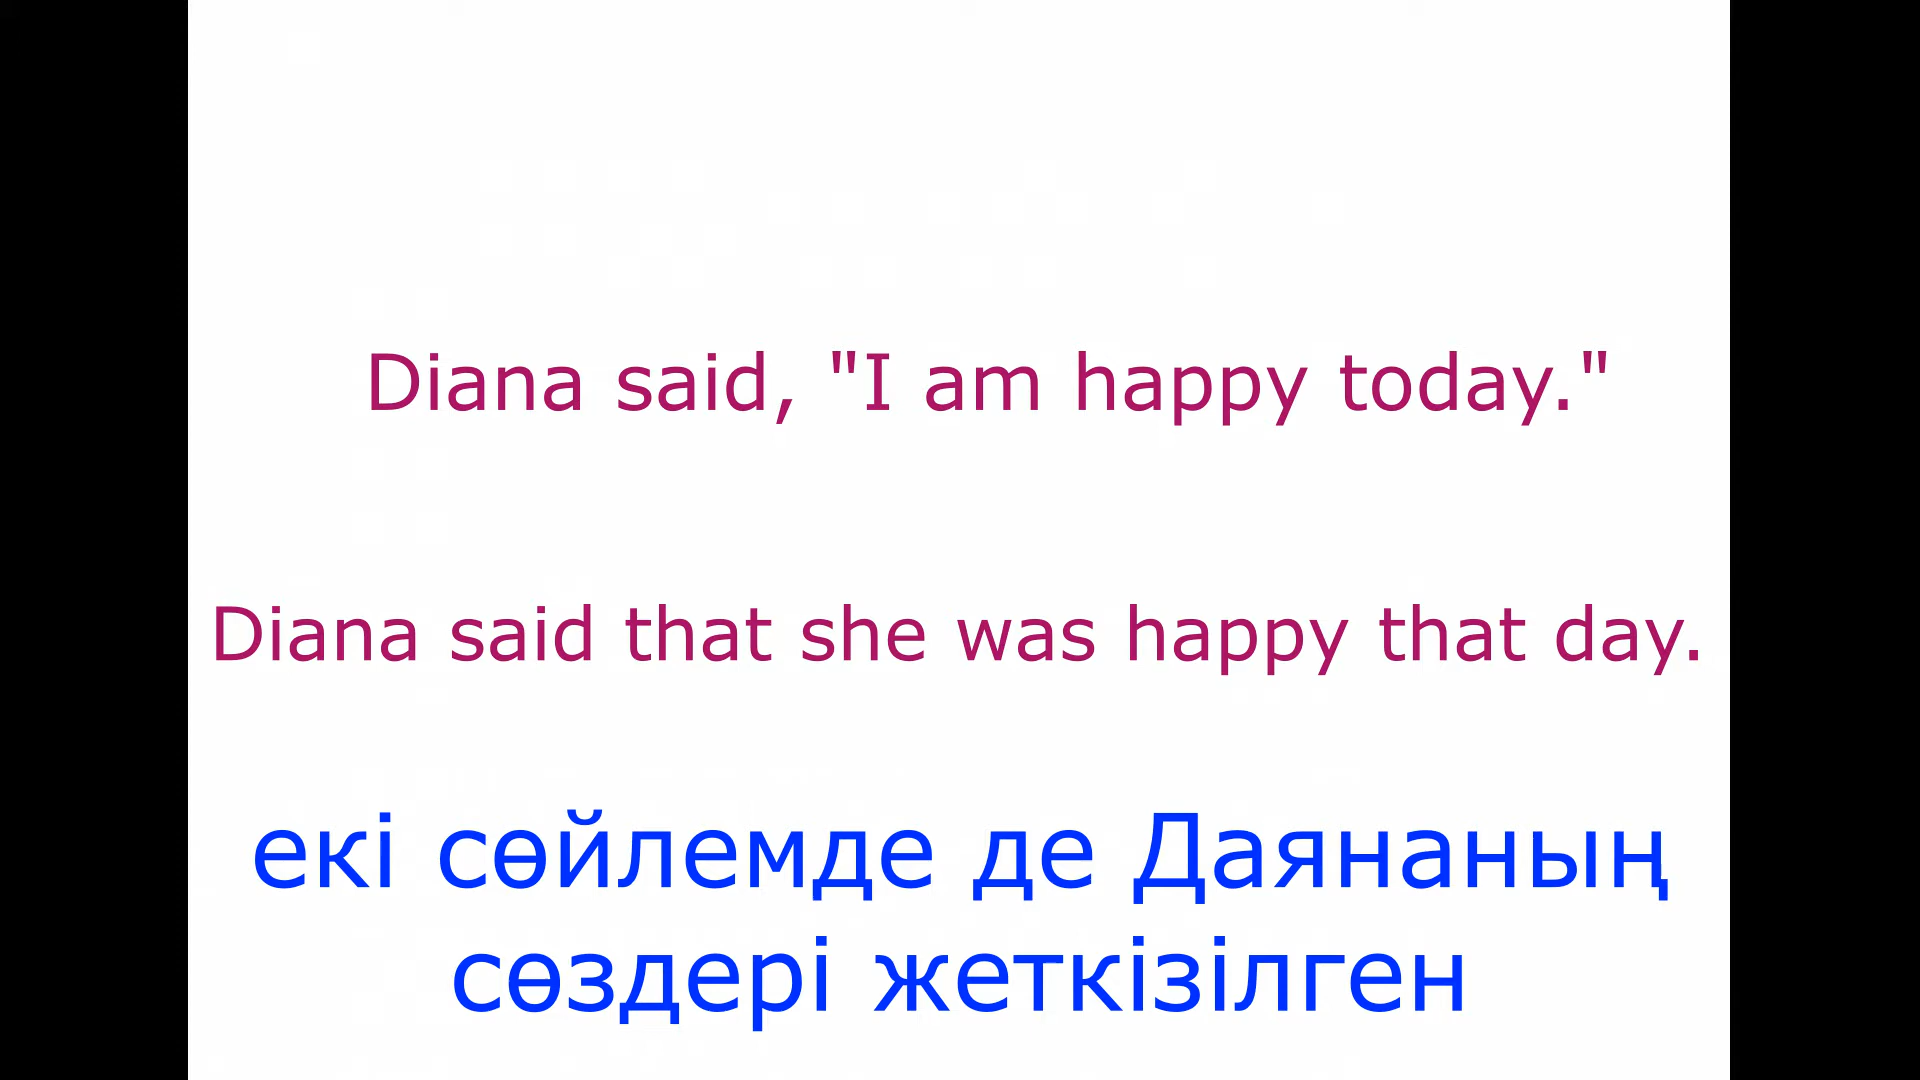 Diana said, "I am happy today."
Diana said that she was happy that day.
екі сөйлемде де Даянаның
сөздері жеткізілген